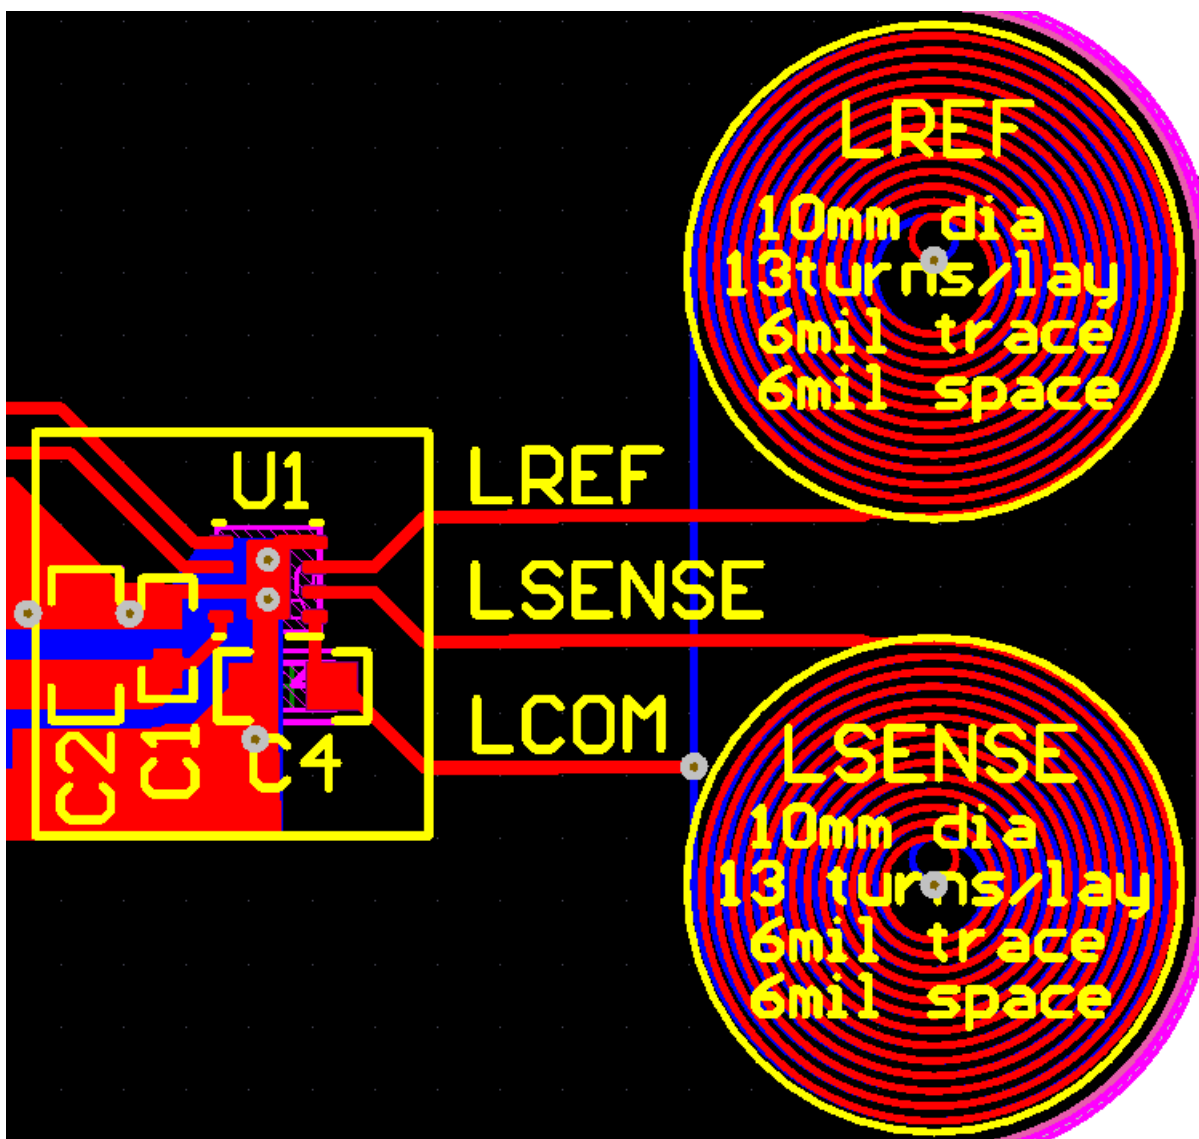 LREF
10mm dia
13turns/lay
6mil trace
6mil space
U1
LREF
LSENSE
LCOM
C2
C1
C4
LSENSE
10mm dia
13 turns/lay
6mil trace
6mil space